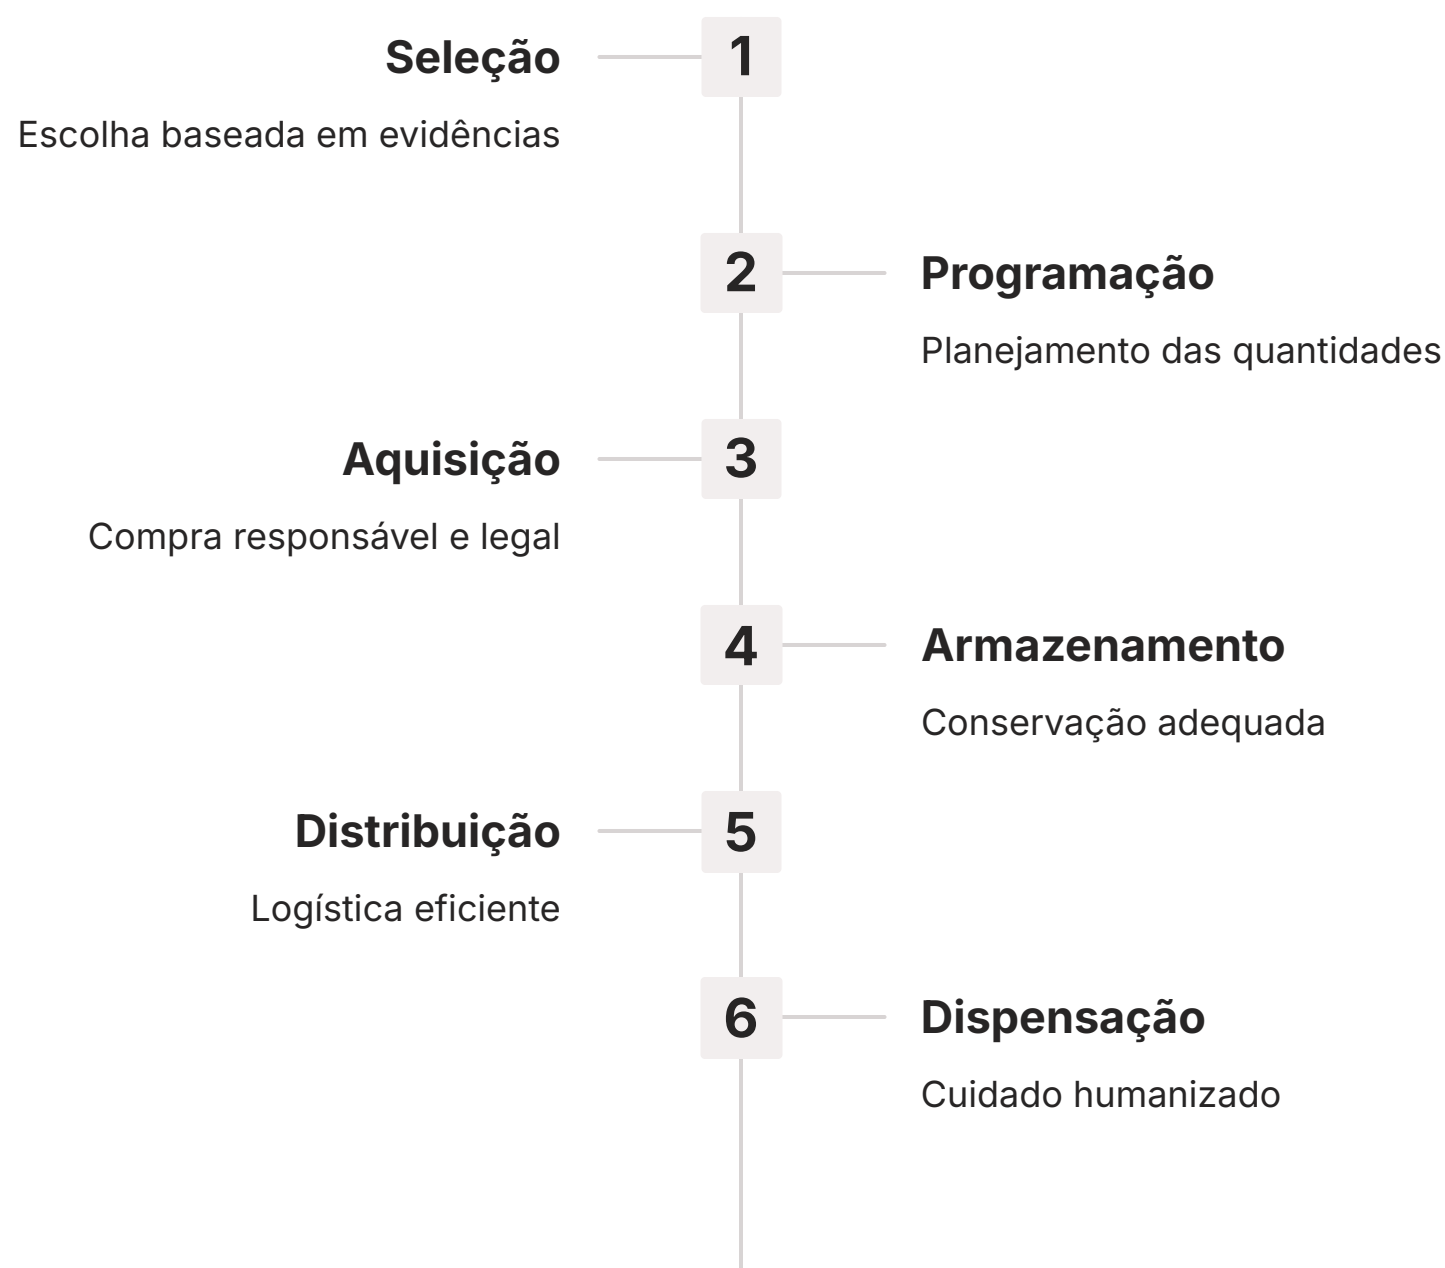 Seleção
1
Escolha baseada em evidências
2
Programação
Planejamento das quantidades
Aquisição
3
Compra responsável e legal
4
Armazenamento
Conservação adequada
Distribuição
5
Logística eficiente
6
Dispensação
Cuidado humanizado